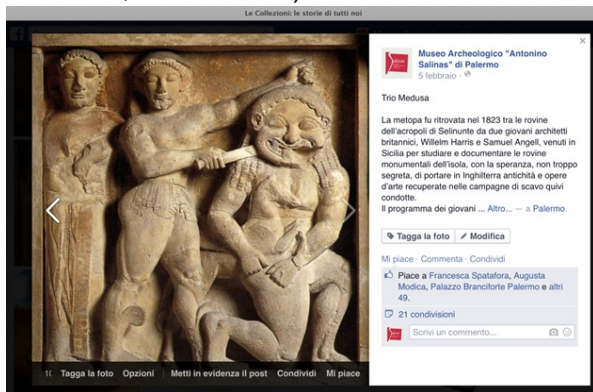 Le Collezioni: le storie di tutti noi
Museo Archeologico "Antonino
Salinas" di Palermo
5 febbraio ·
Trio Medusa
La metopa fu ritrovata nel 1823 tra le rovine
dell'acropoli di Selinunte da due giovani architetti
britannici, Willelm Harris e Samuel Angell, venuti in
Sicilia per studiare e documentare le rovine
monumentali dell'isola, con la speranza, non troppo
segreta, di portare in Inghilterra antichità e opere
d'arte recuperate nelle campagne di scavo quivi
condotte.
Il programma dei giovani ... Altro... — a Palermo.
Tagga la foto Modifica
Mi piace · Commenta · Condividi
Piace a Francesca Spatafora, Augusta
Modica, Palazzo Branciforte Palermo e altri
49.
21 condivisioni
Scrivi un commento...
Tagga la foto Opzioni Metti in evidenza il post Condividi Mi piace